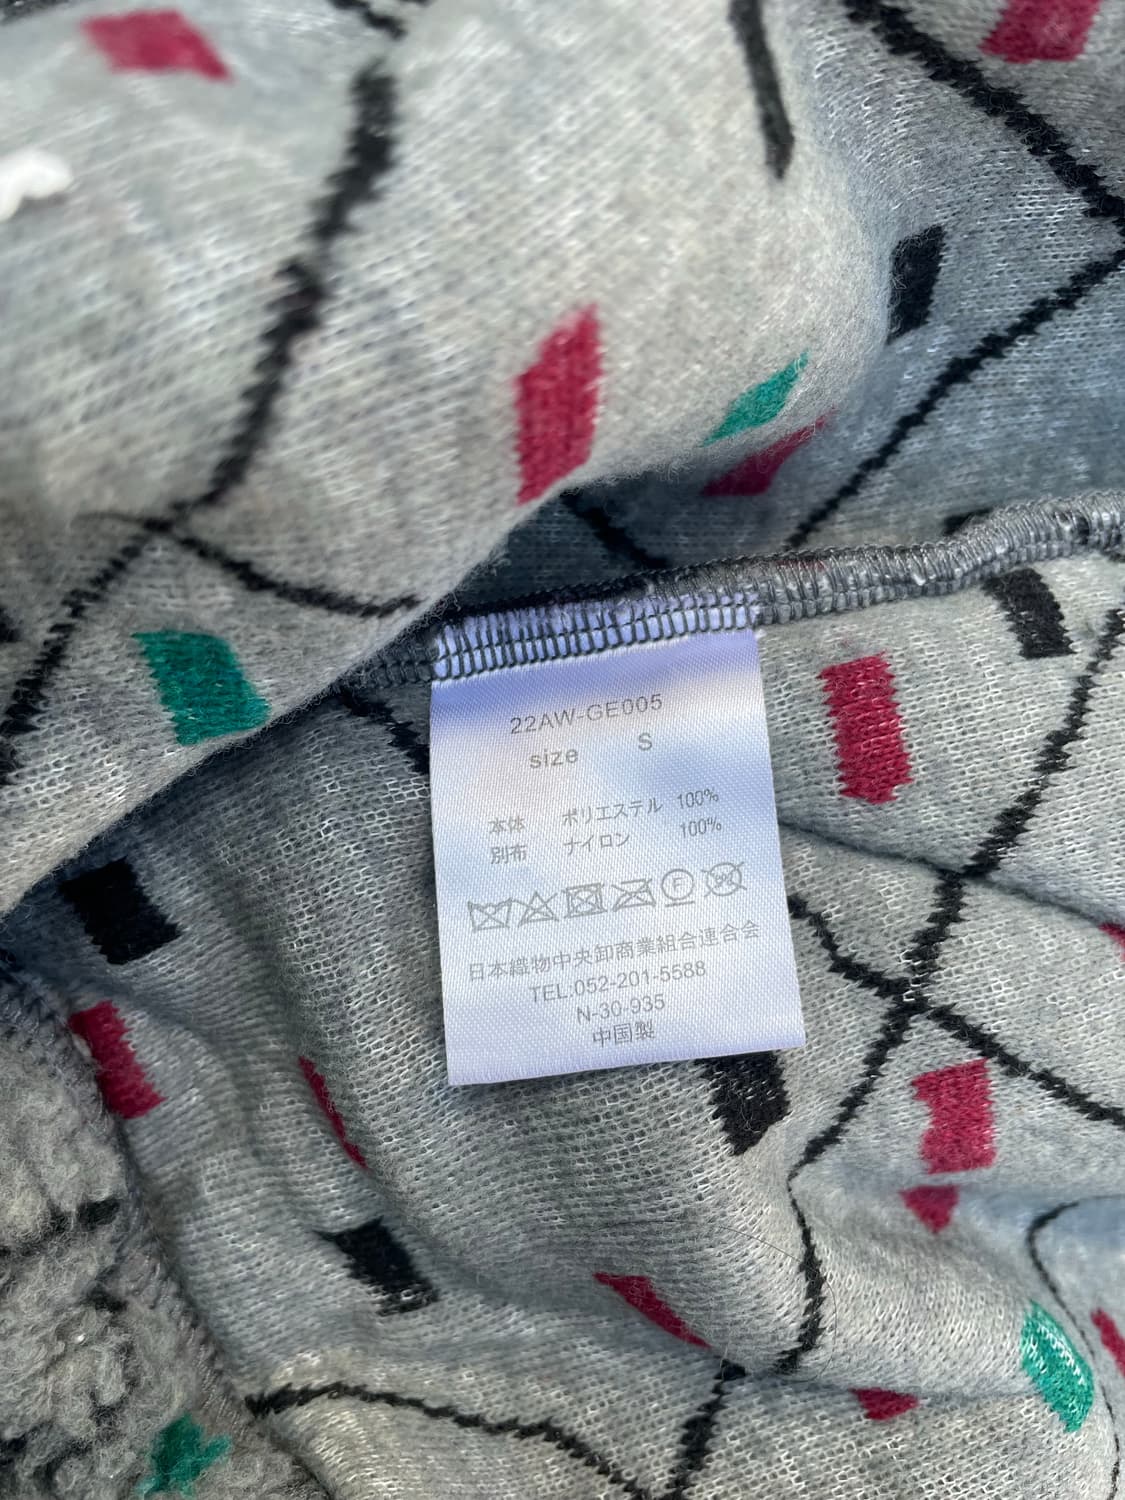 22AW-GE005
size S
本体 ポリエステル 100%
別布 ナイロン 100%
F W
日本織物中央卸商業組合連合会
TEL:052-201-5588
N-30-935
中国製